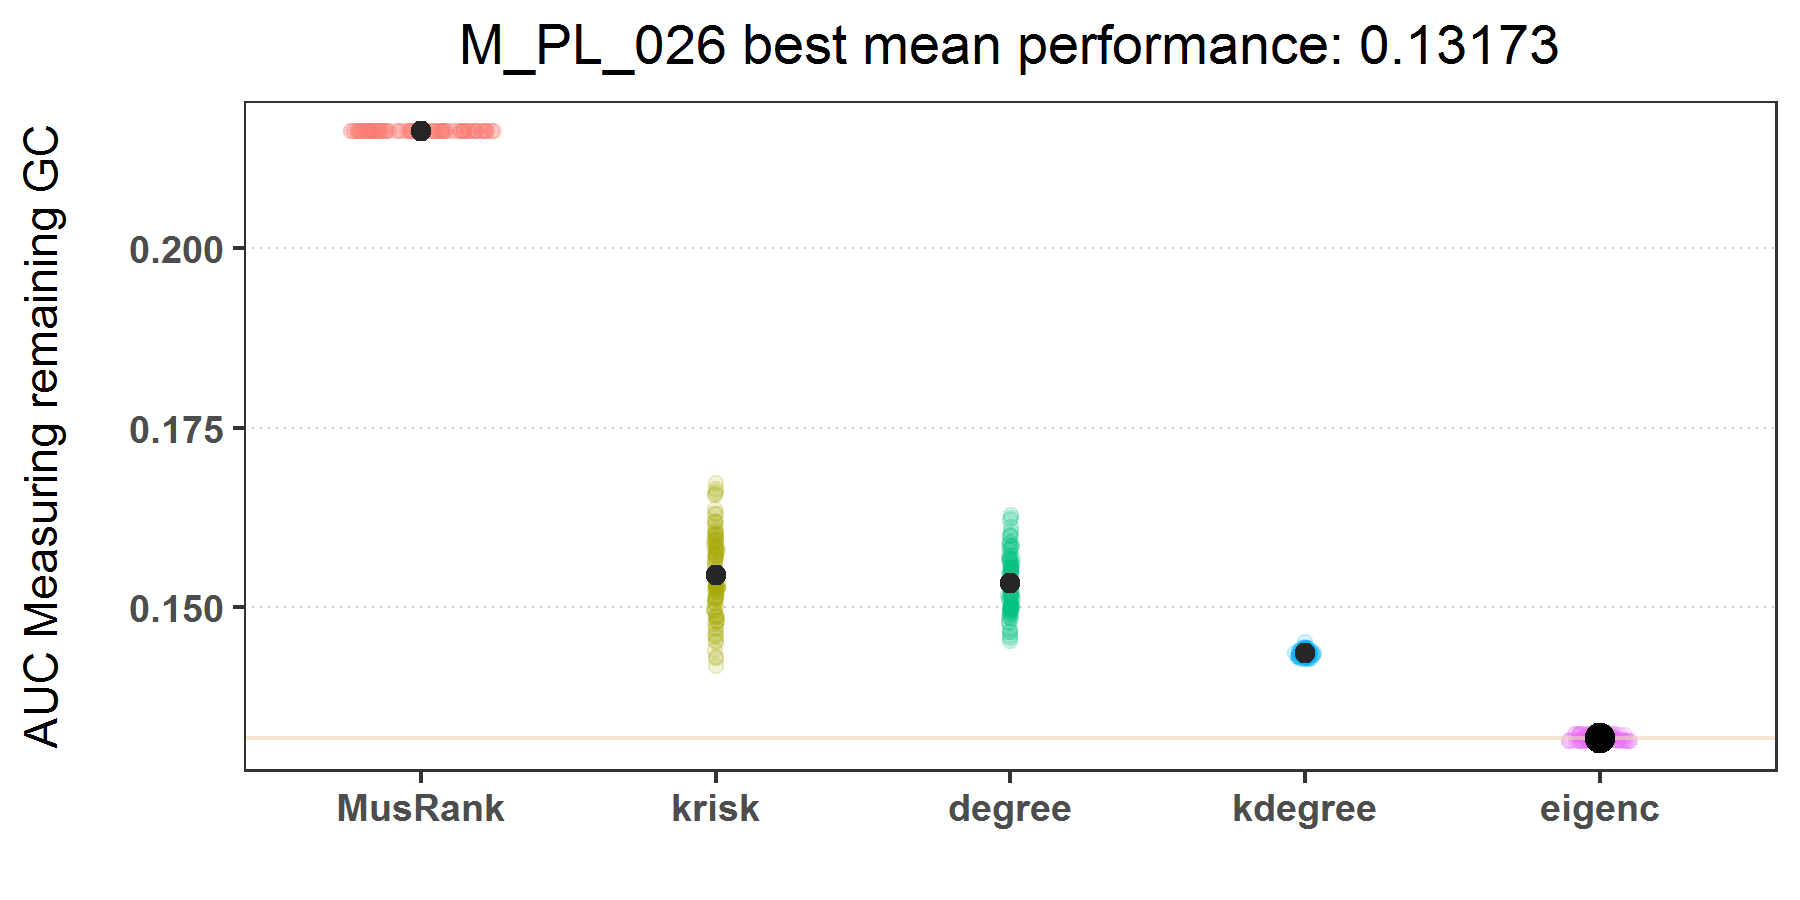 M_PL_026 best mean performance: 0.13173
AUC Measuring remaining GC
0.200
0.175
0.150
MusRank krisk degree kdegree eigenc